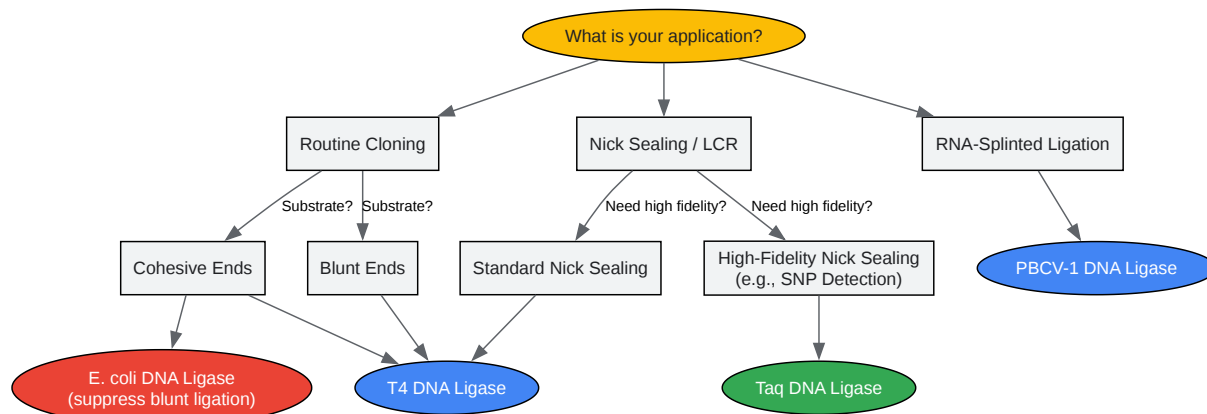 What is your application?
Routine Cloning
Nick Sealing / LCR
RNA-Splinted Ligation
Substrate?
Substrate?
Need high fidelity?
Need high fidelity?
Cohesive Ends
Blunt Ends
Standard Nick Sealing
High-Fidelity Nick Sealing
(e.g., SNP Detection)
PBCV-1 DNA Ligase
E. coli DNA Ligase
(suppress blunt ligation)
T4 DNA Ligase
Taq DNA Ligase